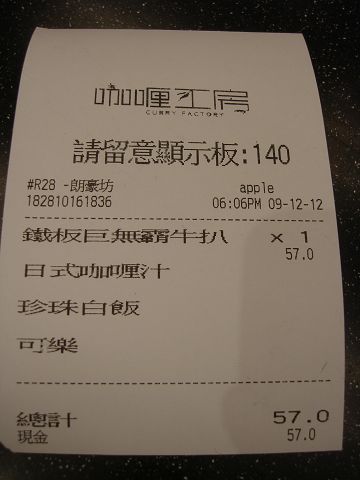 咖喱工房
CURRY FACTORY
請留意顯示板:140
#R28 -朗豪坊 apple
182810161836 06:06PM 09-12-12
鐵板巨無霸牛扒 x 1
57.0
日式咖喱汁
珍珠白飯
可樂
總計 57.0
現金 57.0